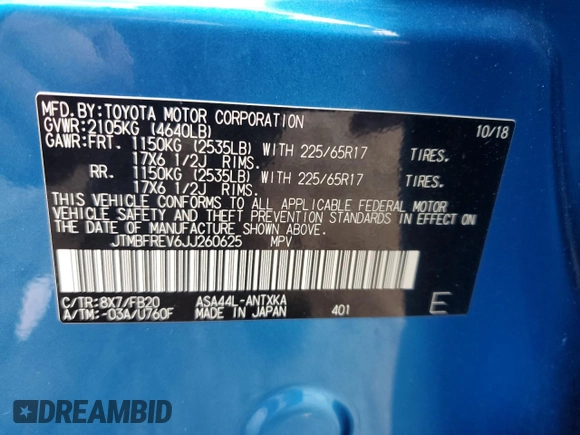 MFD. BY: TOYOTA MOTOR CORPORATION 10/18
GVWR: 2105KG (4640LB)
GAWR: FRT. 1150KG (2535LB) WITH 225/65R17 TIRES.
17X6 1/2J RIMS.
RR. 1150KG (2535LB) WITH 225/65R17 TIRES.
17X6 1/2J RIMS.
THIS VEHICLE CONFORMS TO ALL APPLICABLE FEDERAL MOTOR
VEHICLE SAFETY AND THEFT PREVENTION STANDARDS IN EFFECT ON
THE DATE OF MANUFACTURE SHOWN ABOVE.
JTMBFREV6JJ260625 MPV
C/TR: 8X7/FB20 ASA44L-ANTXKA
A/TM: -03A/U760F MADE IN JAPAN 401 E
DREAMBID